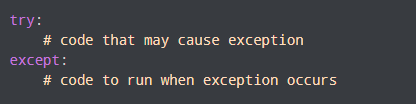 try:
    # code that may cause exception
except:
    # code to run when exception occurs